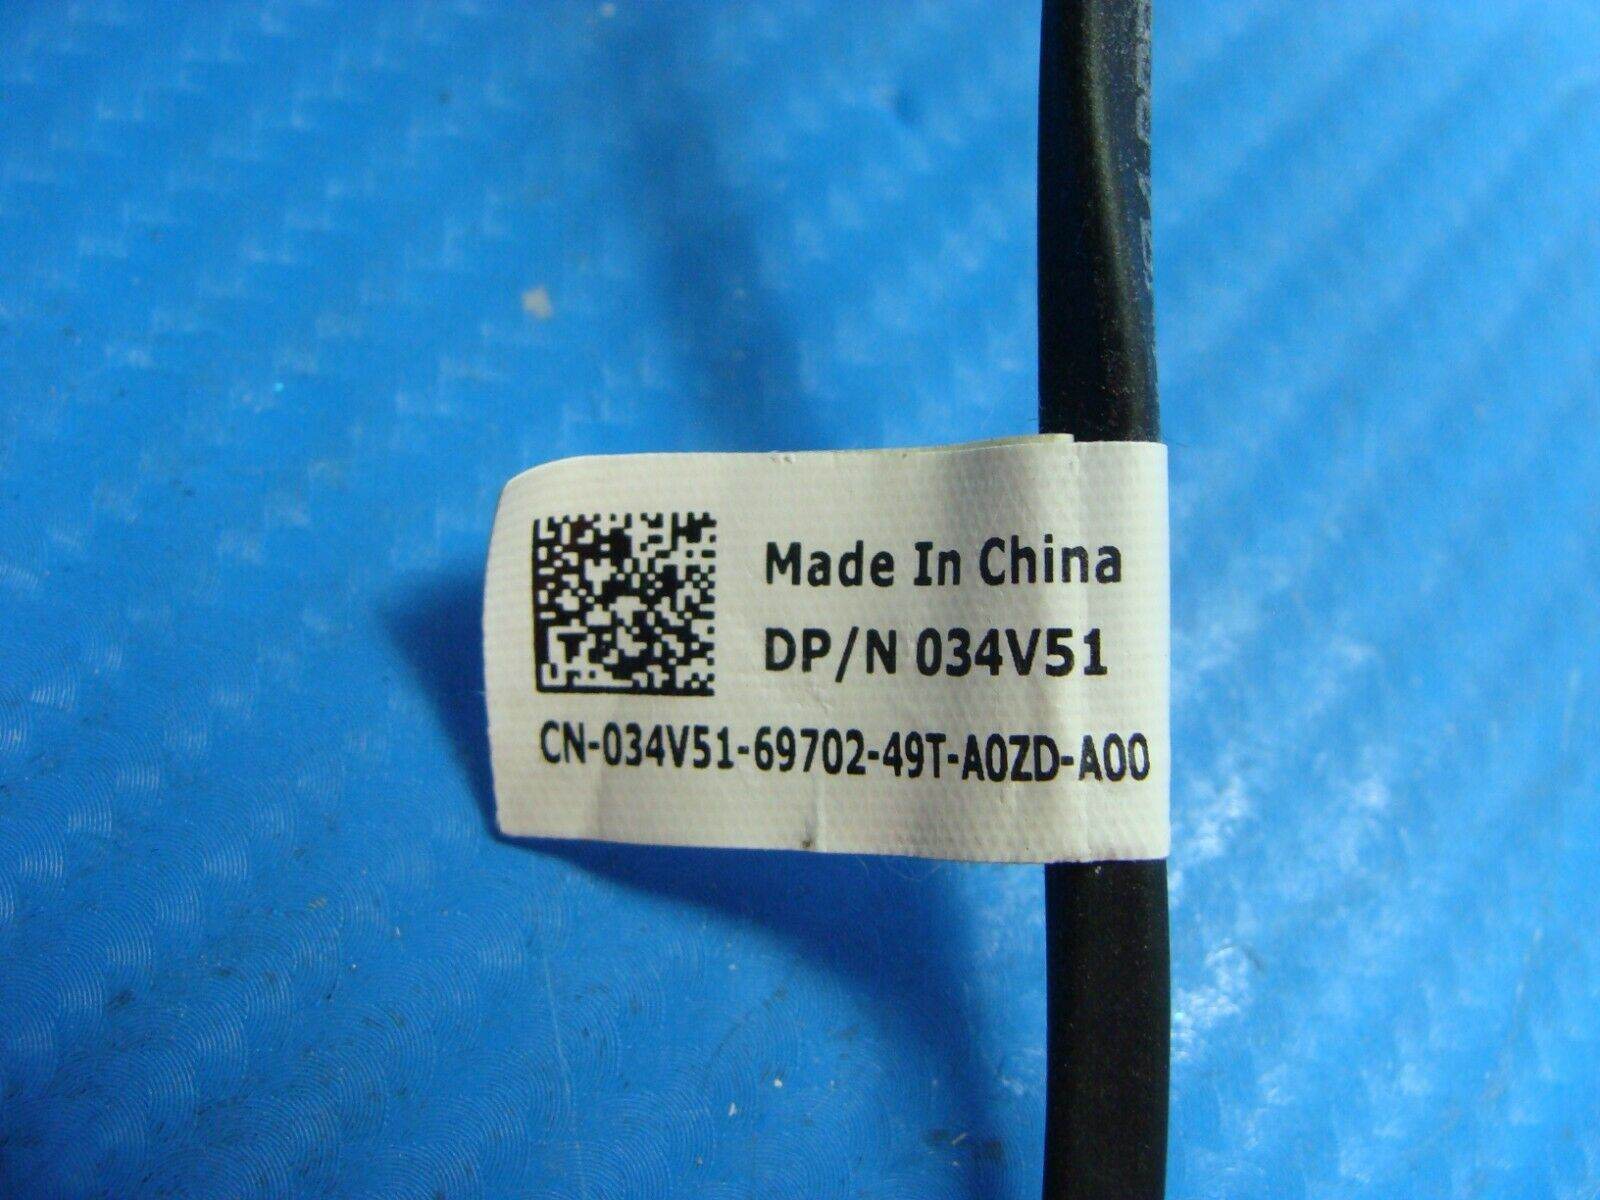 Made In China
DP/N 034V51
CN-034V51-69702-49T-A0ZD-A00